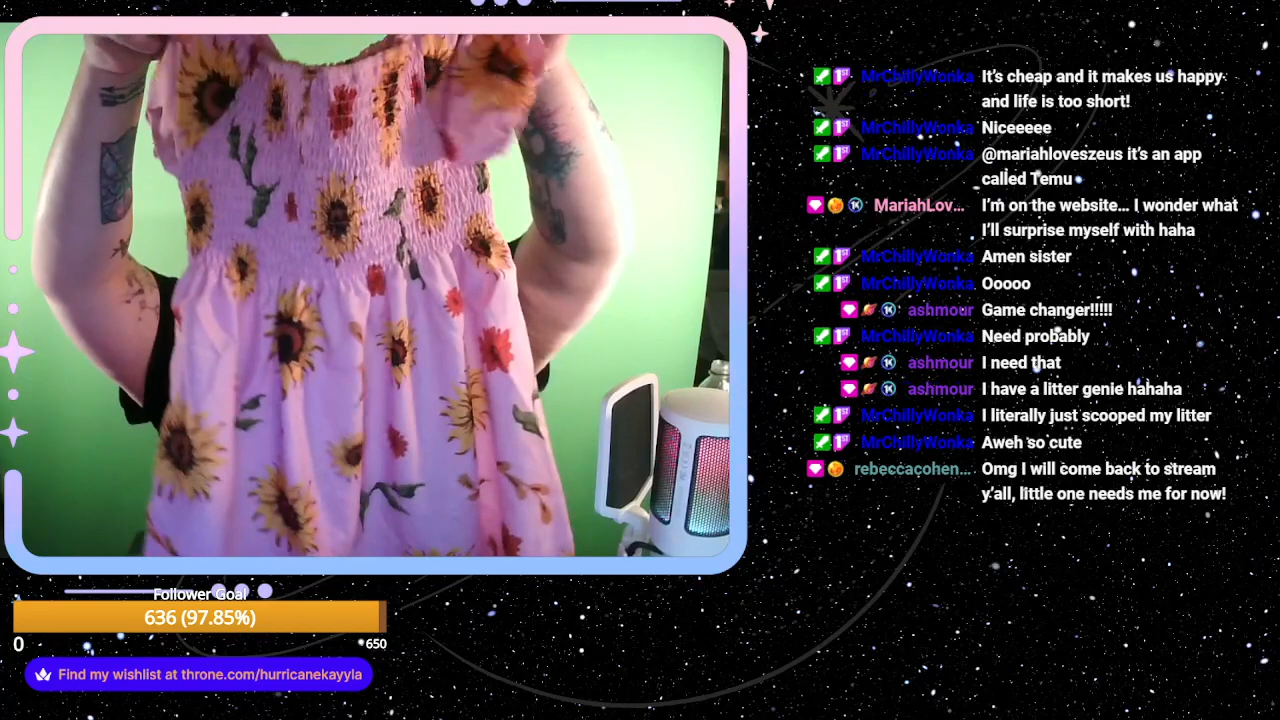 MrChillyWonka It's cheap and it makes us happy
and life is too short!
MrChillyWonka Niceeeee
MrChillyWonka @mariahloveszeus it's an app
called Temu
MariahLov... I'm on the website... I wonder what
I'll surprise myself with haha
MrChillyWonka Amen sister
MrChillyWonka Ooooo
ashmour Game changer!!!!!
MrChillyWonka Need probably
ashmour I need that
ashmour I have a litter genie hahaha
MrChillyWonka I literally just scooped my litter
MrChillyWonka Aweh so cute
rebeccacohen... Omg I will come back to stream
y'all, little one needs me for now!
Follower Goal
636 (97.85%)
0 650
Find my wishlist at throne.com/hurricanekayyla